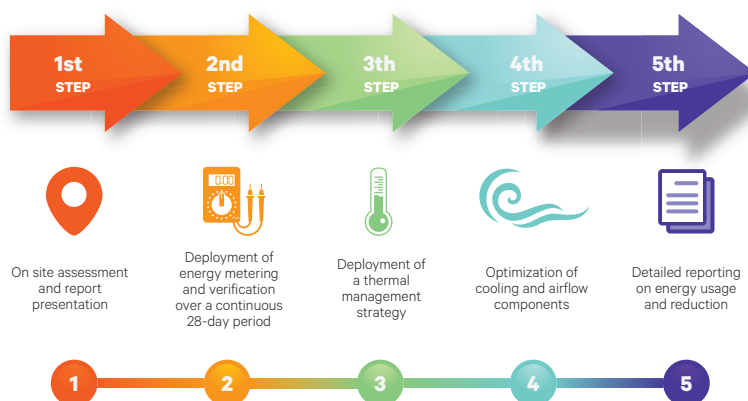 1st
STEP
2nd
STEP
3th
STEP
4th
STEP
5th
STEP
0.00
On site assessment
and report
presentation
Deployment of
energy metering
and verification
over a continuous
28-day period
Deployment of
a thermal
management
strategy
Optimization of
cooling and airflow
components
Detailed reporting
on energy usage
and reduction
1
2
3
4
5